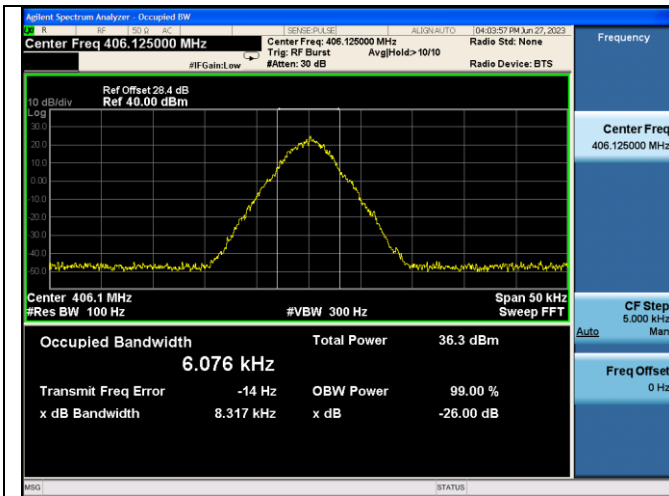 Agilent Spectrum Analyzer - Occupied BW
R RF 50 Ω AC SENSE:PULSE ALIGN AUTO 04:03:57 PM Jun 27, 2023
Center Freq 406.125000 MHz
Center Freq: 406.125000 MHz Radio Std: None
Trig: RF Burst Avg|Hold:>10/10
#IFGain:Low #Atten: 30 dB Radio Device: BTS
Ref Offset 28.4 dB
10 dB/div Ref 40.00 dBm
Log
30.0
20.0
10.0
0.00
-10.0
-20.0
-30.0
-40.0
-50.0
Center 406.1 MHz Span 50 kHz
#Res BW 100 Hz #VBW 300 Hz Sweep FFT
Occupied Bandwidth Total Power 36.3 dBm
6.076 kHz
Transmit Freq Error -14 Hz OBW Power 99.00 %
x dB Bandwidth 8.317 kHz x dB -26.00 dB
MSG STATUS
Frequency
Center Freq
406.125000 MHz
CF Step
5.000 kHz
Auto Man
Freq Offset
0 Hz